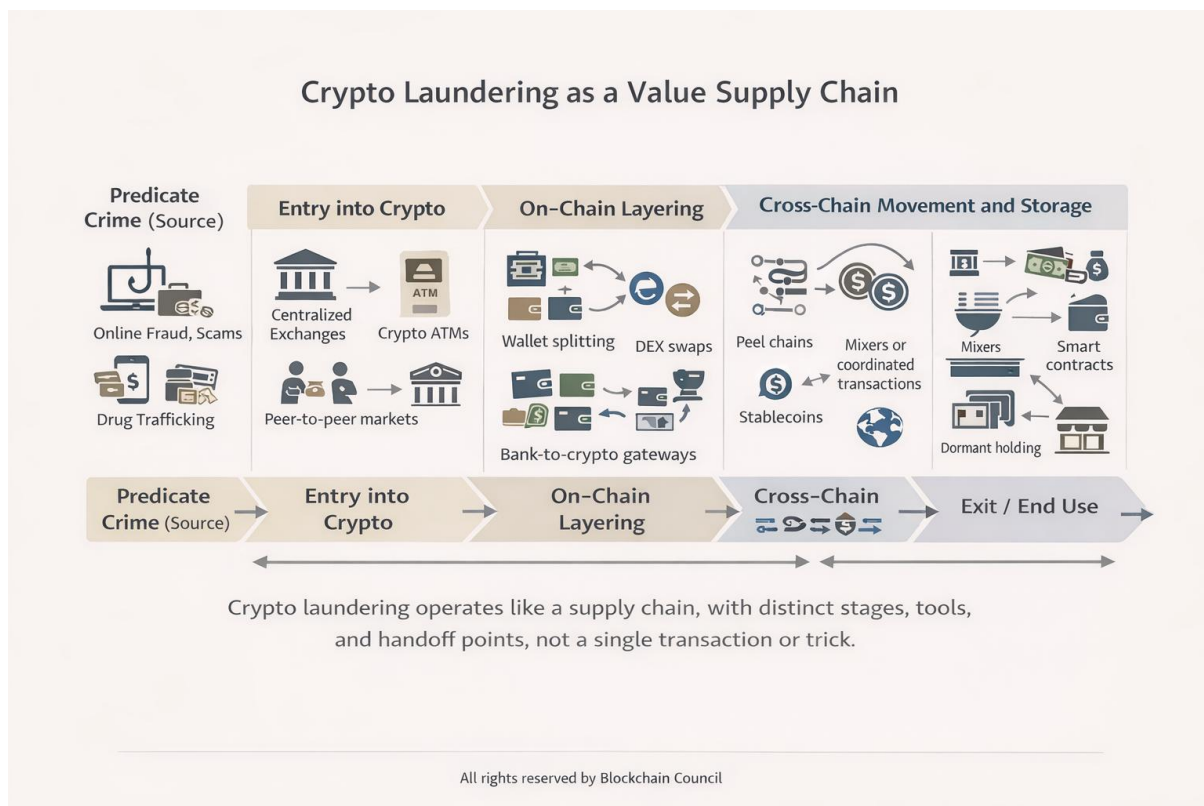 Crypto Laundering as a Value Supply Chain
Predicate
Crime (Source)
Entry into Crypto
On-Chain Layering
Cross-Chain Movement and Storage
Online Fraud, Scams
Drug Trafficking
Centralized
Exchanges
ATM
Crypto ATMs
Peer-to-peer markets
Wallet splitting
DEX swaps
Bank-to-crypto gateways
Peel chains
Mixers or
coordinated
transactions
Stablecoins
Mixers
Smart
contracts
Dormant holding
Predicate
Crime (Source)
Entry into
Crypto
On-Chain
Layering
Cross-Chain
Exit / End Use
Crypto laundering operates like a supply chain, with distinct stages, tools,
and handoff points, not a single transaction or trick.
All rights reserved by Blockchain Council